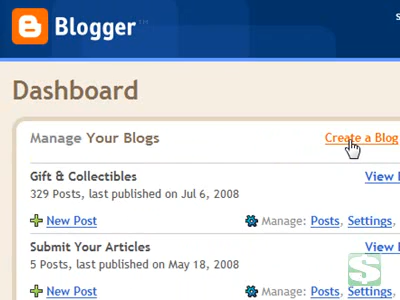 Blogger™
Dashboard
Manage Your Blogs
Create a Blog
Gift & Collectibles
View
329 Posts, last published on Jul 6, 2008
New Post
Manage: Posts, Settings,
Submit Your Articles
View
5 Posts, last published on May 18, 2008
New Post
Manage: Posts, Settings,
S